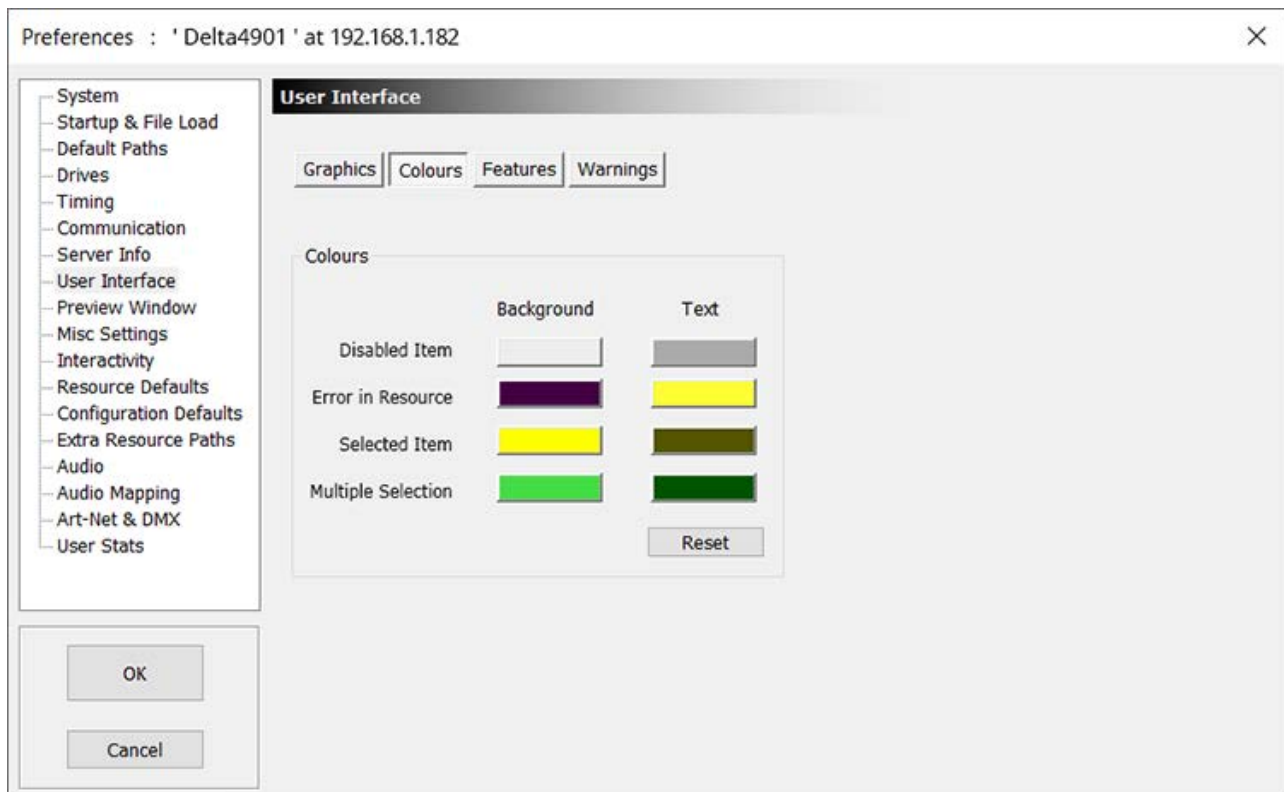 Preferences : ' Delta4901 ' at 192.168.1.182
System
Startup & File Load
Default Paths
Drives
Timing
Communication
Server Info
User Interface
Preview Window
Misc Settings
Interactivity
Resource Defaults
Configuration Defaults
Extra Resource Paths
Audio
Audio Mapping
Art-Net & DMX
User Stats
OK
Cancel
User Interface
Graphics Colours Features Warnings
Colours
Background Text
Disabled Item
Error in Resource
Selected Item
Multiple Selection
Reset